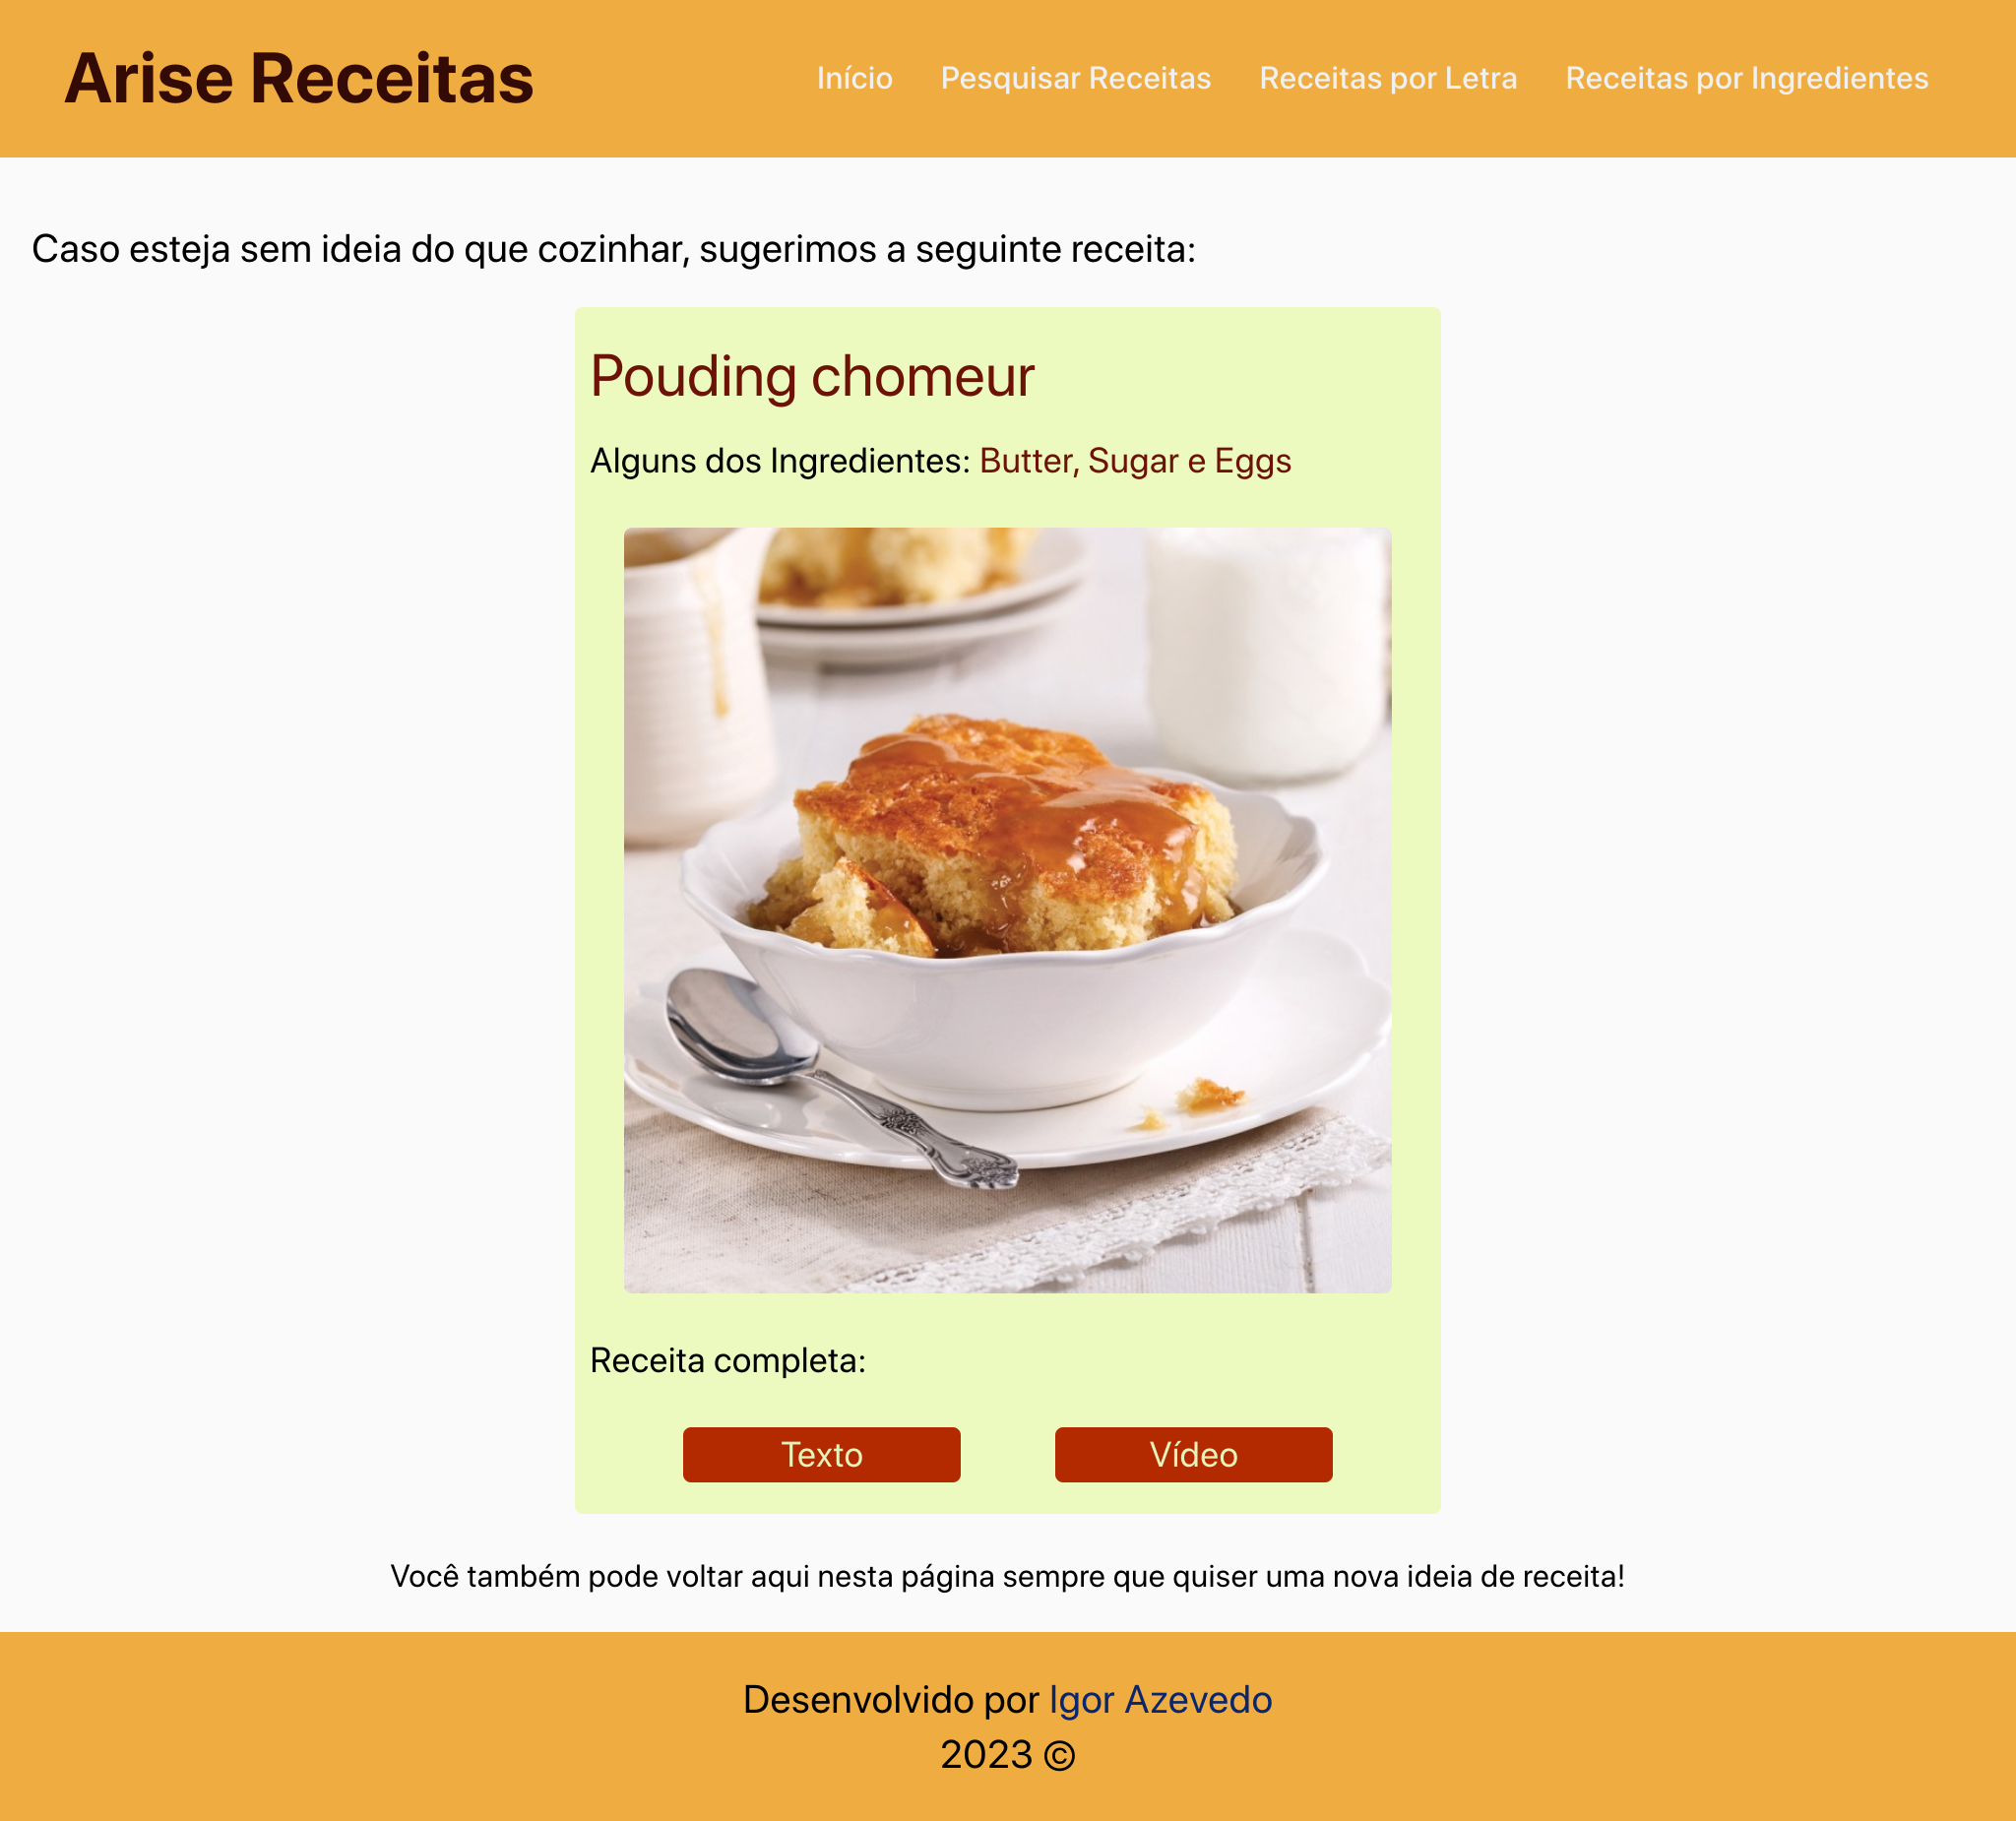 Arise Receitas
Início Pesquisar Receitas Receitas por Letra Receitas por Ingredientes
Caso esteja sem ideia do que cozinhar, sugerimos a seguinte receita:
Pouding chomeur
Alguns dos Ingredientes: Butter, Sugar e Eggs
Receita completa:
Texto Vídeo
Você também pode voltar aqui nesta página sempre que quiser uma nova ideia de receita!
Desenvolvido por Igor Azevedo
2023 ©